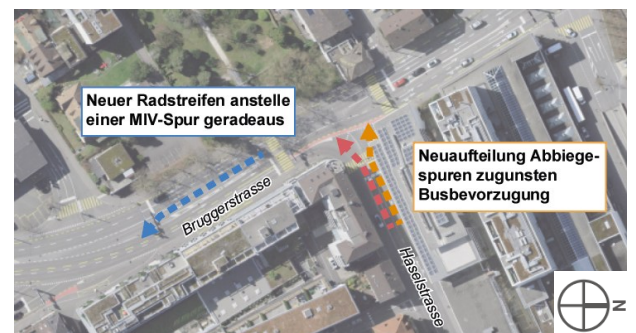 Neuer Radstreifen anstelle
einer MIV-Spur geradeaus
Neuaufteilung Abbiege-
spuren zugunsten
Busbevorzugung
Bruggerstrasse
Haselstrasse
N